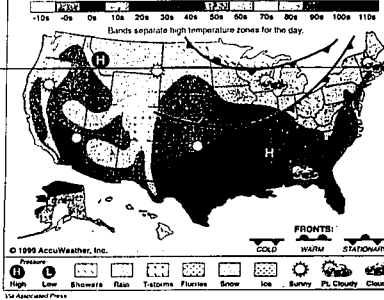 -10s -0s 0s 10s 20s 30s 40s 50s 60s 70s 80s 90s 100s 110s
Bands separate high temperature zones for the day.
H
H
© 1999 AccuWeather, Inc.
FRONTS:
COLD WARM STATIONARY
Pressure
H L
High Low Showers Rain T-storms Flurries Snow Ice Sunny Pt. Cloudy Cloudy
Via Associated Press